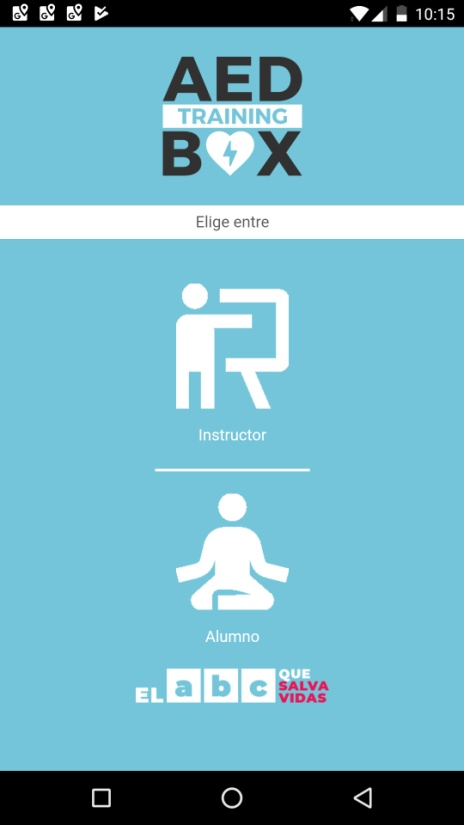 10:15
AED
TRAINING
BOX
Elige entre
Instructor
Alumno
EL abc QUE
SALVA
VIDAS